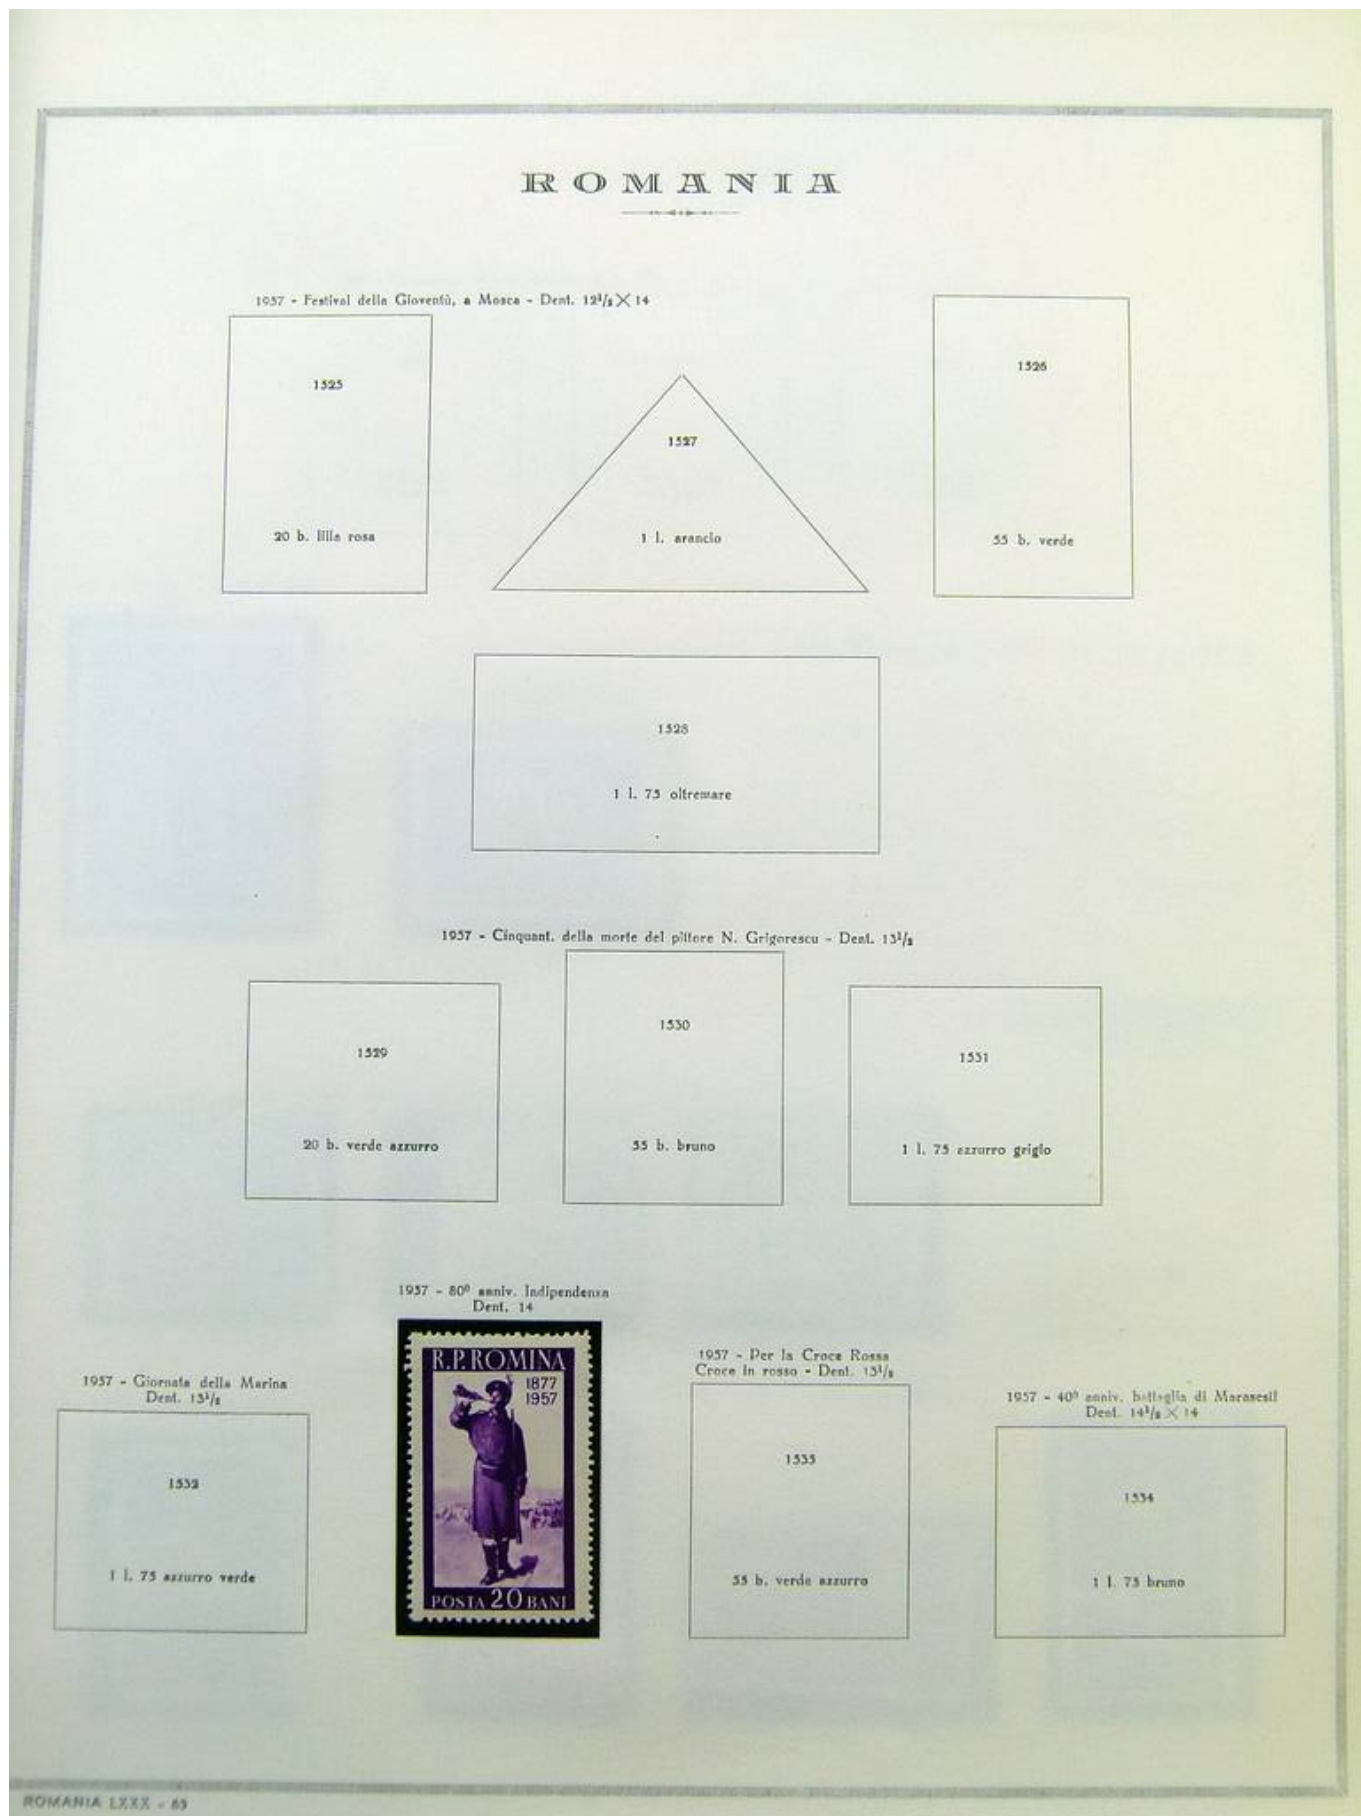 ROMANIA
1957 - Festival della Gioventù, a Mosca - Dent. 12½ × 14
1525
20 b. lilla rosa
1527
1 l. arancio
1526
55 b. verde
1528
1 l. 75 oltremare
1957 - Cinquant. della morte del pittore N. Grigorescu - Dent. 13½
1529
20 b. verde azzurro
1530
55 b. bruno
1531
1 l. 75 azzurro grigio
1957 - Giornata della Marina
Dent. 13½
1532
1 l. 75 azzurro verde
1957 - 80º anniv. Indipendenza
Dent. 14
R.P.ROMINA
1877
1957
POSTA 20 BANI
1957 - Per la Croce Rossa
Croce in rosso - Dent. 13½
1533
55 b. verde azzurro
1957 - 40º anniv. battaglia di Marasesti
Dent. 14½ × 14
1534
1 l. 75 bruno
ROMANIA LXXX - 63